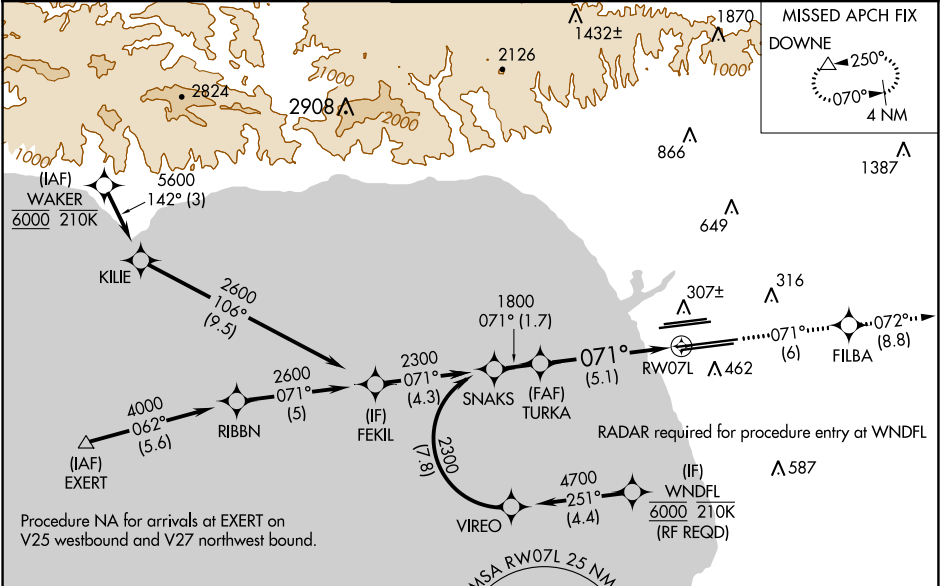 MISSED APCH FIX
DOWNE
250°
070°
4 NM
1870
1432±
1000
2126
1000
2824
2908
2000
866
1387
1000
(IAF)
WAKER
6000 210K
5600
142° (3)
649
KILIE
2600
106°
(9.5)
307±
316
1800
071° (1.7)
071°
(6)
072°
(8.8)
FILBA
RW07L
462
071°
(5.1)
2300
071°
(4.3)
SNAKS
(FAF)
TURKA
2600
071°
(5)
(IF)
FEKIL
4000
062°
(5.6)
RIBBN
(IAF)
EXERT
RADAR required for procedure entry at WNDFL
2300
(7.8)
587
4700
251°
(4.4)
(IF)
WNDFL
6000 210K
(RF REQD)
VIREO
Procedure NA for arrivals at EXERT on
V25 westbound and V27 northwest bound.
MSA RW07L 25 NM